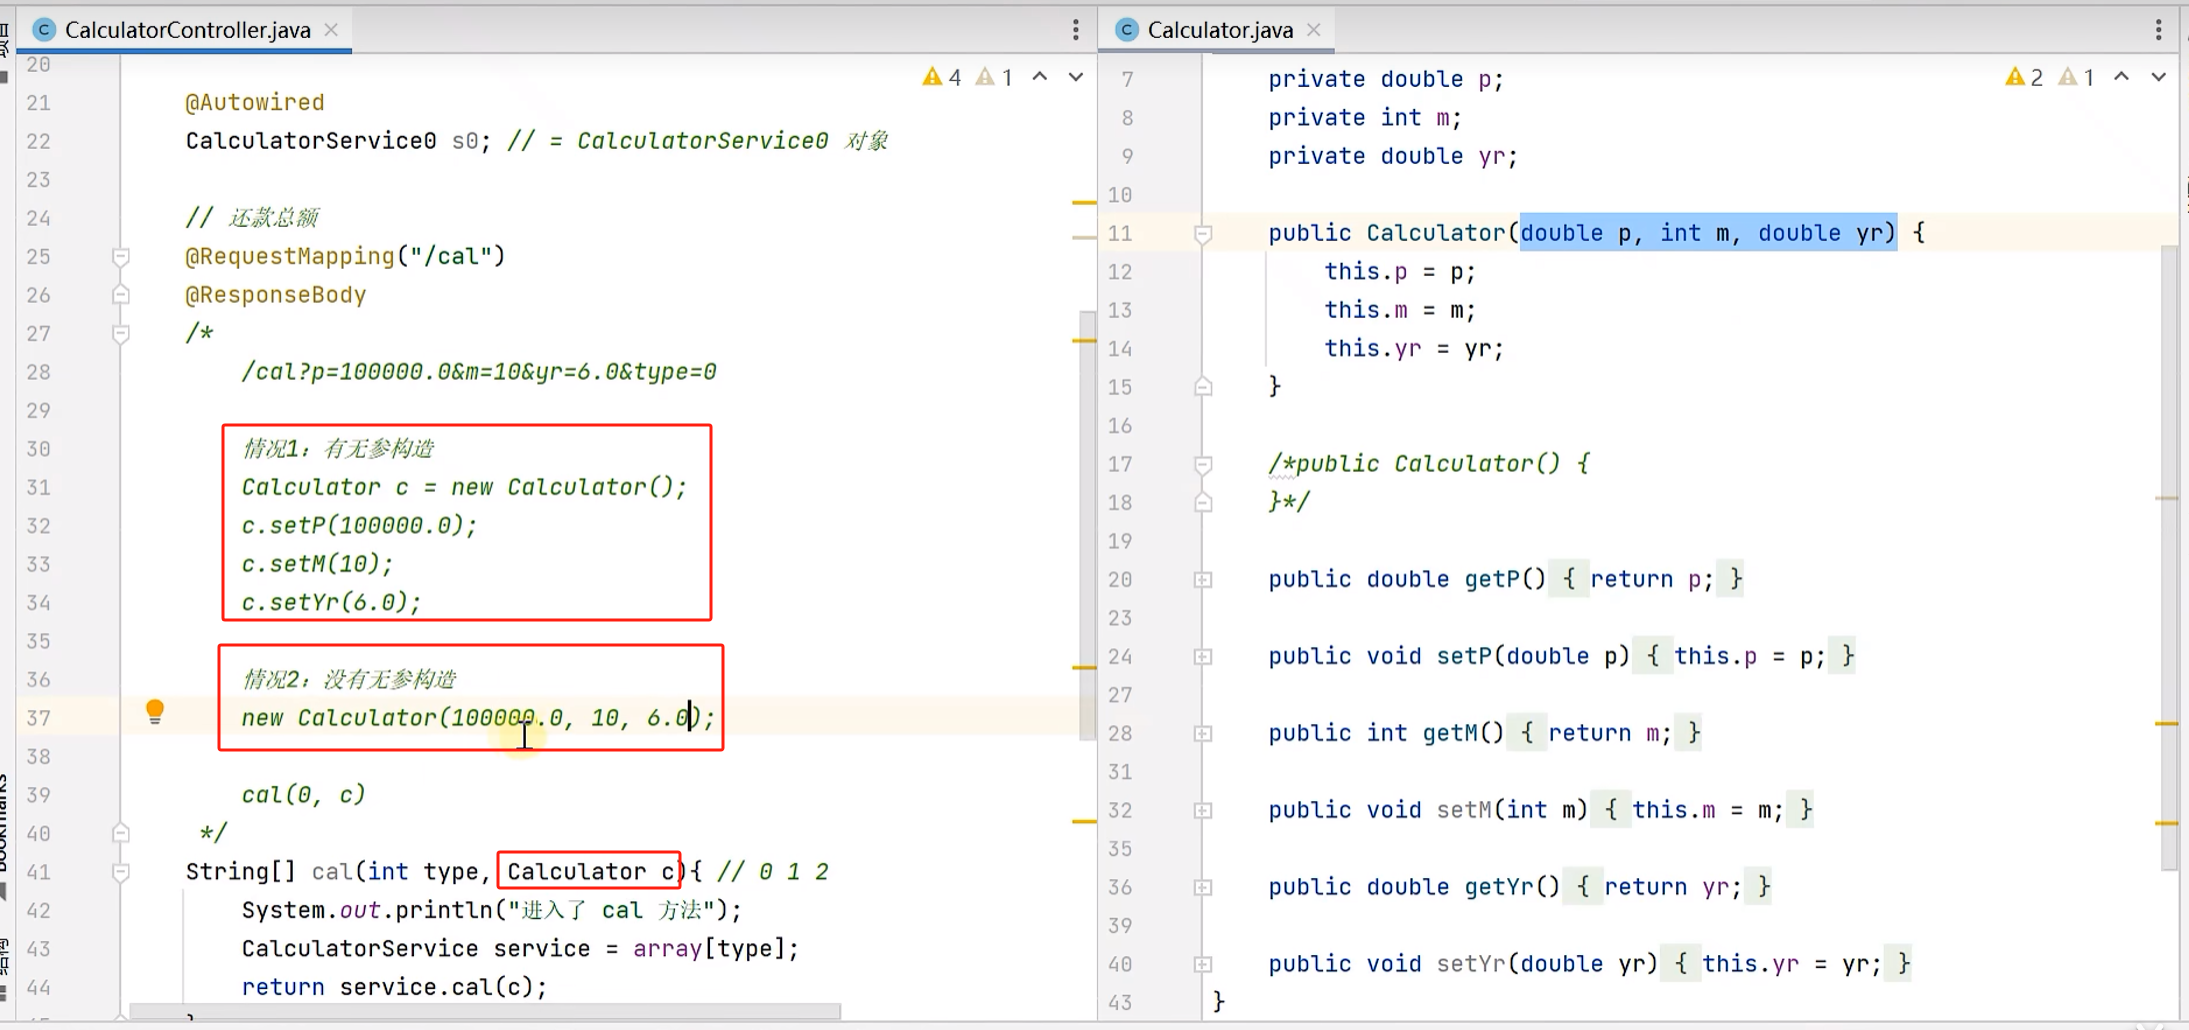 CalculatorController.java
4 1
20
21 @Autowired
22 CalculatorService0 s0; // = CalculatorService0 对象
23
24 // 还款总额
25 @RequestMapping("/cal")
26 @ResponseBody
27 /*
28 /cal?p=100000.0&m=10&yr=6.0&type=0
29
30 情况1：有无参构造
31 Calculator c = new Calculator();
32 c.setP(100000.0);
33 c.setM(10);
34 c.setYr(6.0);
35
36 情况2：没有无参构造
37 new Calculator(100000.0, 10, 6.0);
38
39 cal(0, c)
40 */
41 String[] cal(int type, Calculator c){ // 0 1 2
42 System.out.println("进入了 cal 方法");
43 CalculatorService service = array[type];
44 return service.cal(c);
Calculator.java
2 1
7 private double p;
8 private int m;
9 private double yr;
10
11 public Calculator(double p, int m, double yr) {
12 this.p = p;
13 this.m = m;
14 this.yr = yr;
15 }
16
17 /*public Calculator() {
18 }*/
19
20 public double getP() { return p; }
23
24 public void setP(double p) { this.p = p; }
27
28 public int getM() { return m; }
31
32 public void setM(int m) { this.m = m; }
35
36 public double getYr() { return yr; }
39
40 public void setYr(double yr) { this.yr = yr; }
43 }